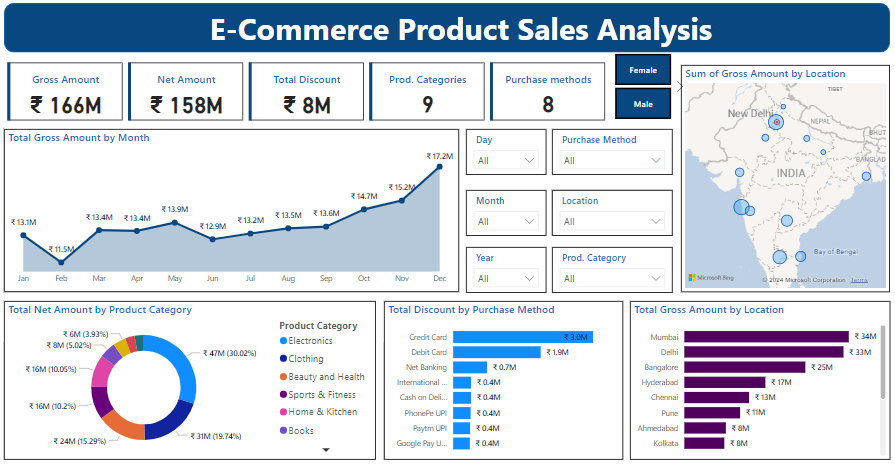 E-Commerce Product Sales Analysis
Gross Amount
₹ 166M
Net Amount
₹ 158M
Total Discount
₹ 8M
Prod. Categories
9
Purchase methods
8
Female
Male
Sum of Gross Amount by Location
TIBET
New Delhi
NEPAL
BHUT
BANGLAD
INDIA
Bay of Bengal
Microsoft Bing
© 2024 Microsoft Corporation Terms
Total Gross Amount by Month
₹ 13.1M
₹ 11.5M
₹ 13.4M
₹ 13.4M
₹ 13.9M
₹ 12.9M
₹ 13.2M
₹ 13.5M
₹ 13.6M
₹ 14.7M
₹ 15.2M
₹ 17.2M
Jan Feb Mar Apr May Jun Jul Aug Sep Oct Nov Dec
Day
All
Purchase Method
All
Month
All
Location
All
Year
All
Prod. Category
All
Total Net Amount by Product Category
₹ 47M (30.02%)
₹ 31M (19.74%)
₹ 24M (15.29%)
₹ 16M (10.2%)
₹ 16M (10.05%)
₹ 8M (5.02%)
₹ 6M (3.93%)
Product Category
Electronics
Clothing
Beauty and Health
Sports & Fitness
Home & Kitchen
Books
Total Discount by Purchase Method
Credit Card ₹ 3.0M
Debit Card ₹ 1.9M
Net Banking ₹ 0.7M
International ... ₹ 0.4M
Cash on Deli... ₹ 0.4M
PhonePe UPI ₹ 0.4M
Paytm UPI ₹ 0.4M
Google Pay U... ₹ 0.4M
Total Gross Amount by Location
Mumbai ₹ 34M
Delhi ₹ 33M
Bangalore ₹ 25M
Hyderabad ₹ 17M
Chennai ₹ 13M
Pune ₹ 11M
Ahmedabad ₹ 8M
Kolkata ₹ 8M